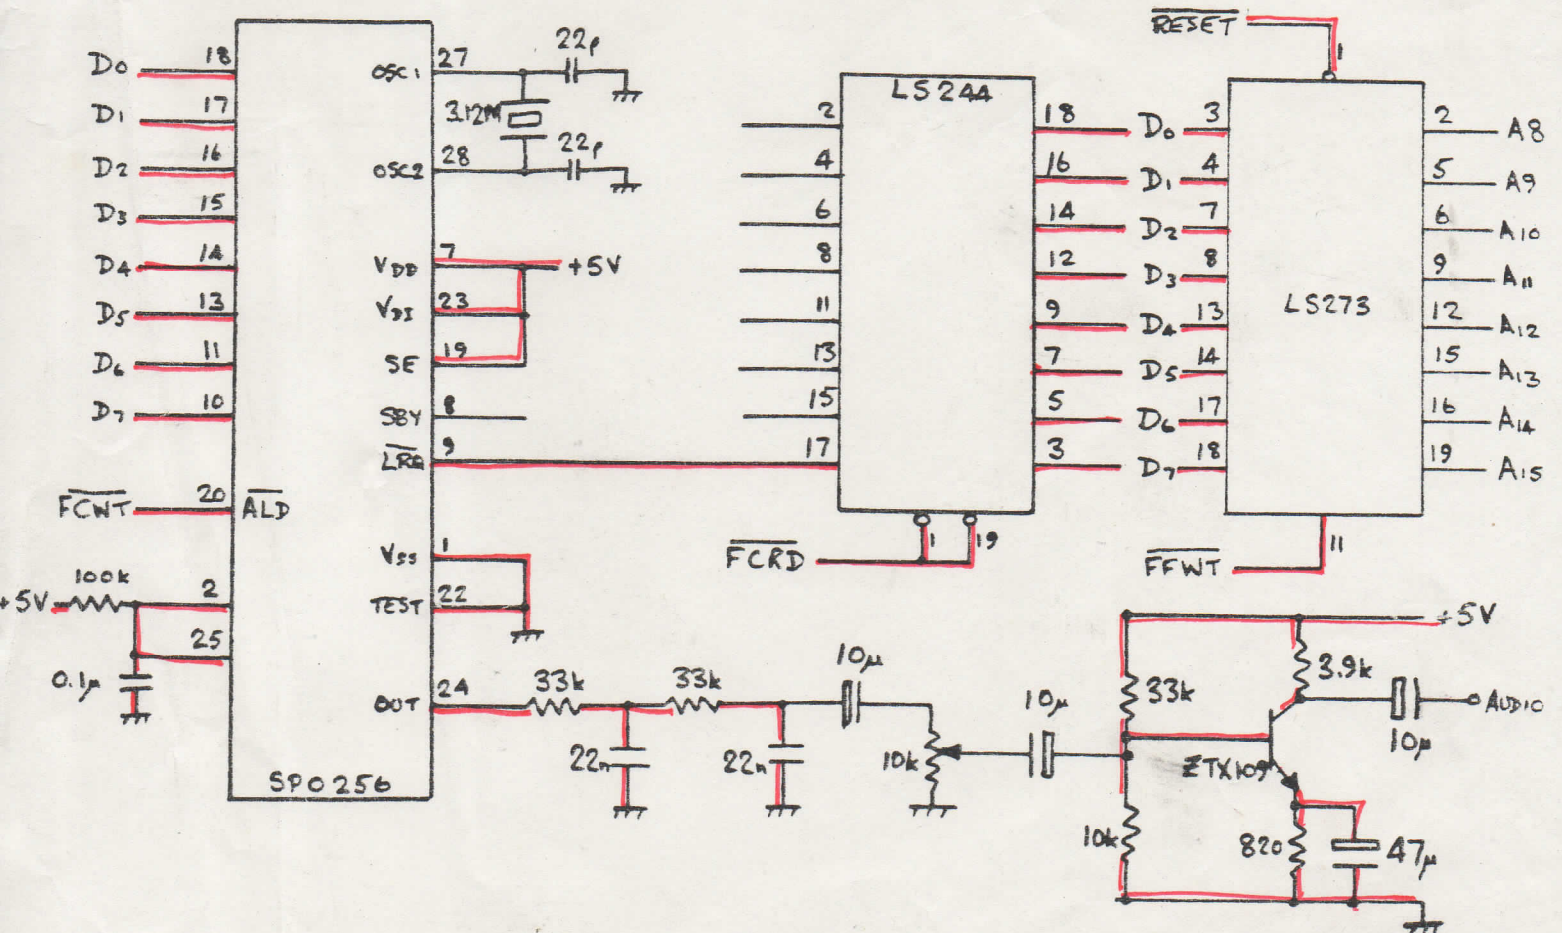 RESET
1
D0 18
D1 17
D2 16
D3 15
D4 14
D5 13
D6 11
D7 10
FCWT 20 ALD
100k
+5V 2
25
0.1µ
SPO256
OSC1 27 22p
3.12M
OSC2 28 22p
VDD 7 +5V
VDI 23
SE 19
SBY 8
LRQ 9
VSS 1
TEST 22
OUT 24 33k 33k 10µ
22n 22n 10k 10µ
LS244
2 18 D0
4 16 D1
6 14 D2
8 12 D3
11 9 D4
13 7 D5
15 5 D6
17 3 D7
FCRD 1 19
LS273
3 2 A8
4 5 A9
7 6 A10
8 9 A11
13 12 A12
14 15 A13
17 16 A14
18 19 A15
FFWT 11
+5V
33k 3.9k
10µ AUDIO
ZTX109
10k 820 47µ